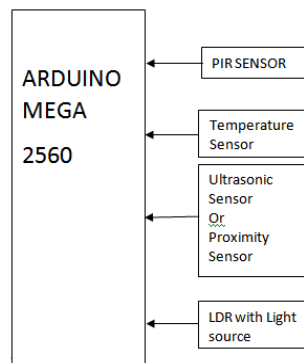 ARDUINO
MEGA
2560
PIR SENSOR
Temperature
Sensor
Ultrasonic
Sensor
Or
Proximity
Sensor
LDR with Light
source